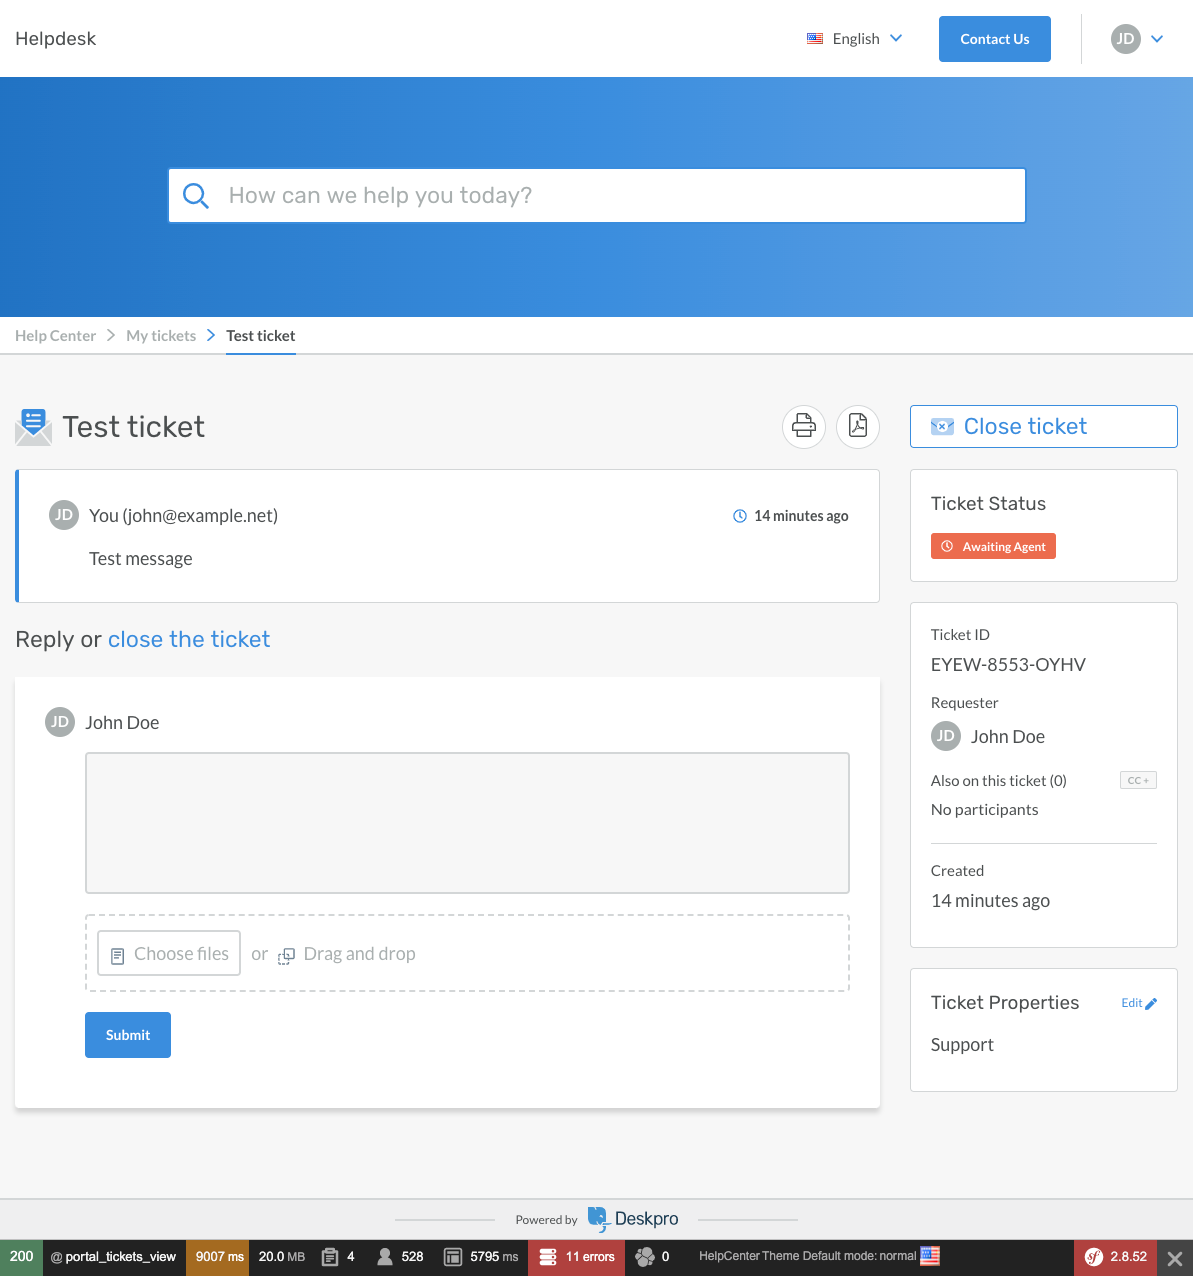 Helpdesk
English
Contact Us
JD
How can we help you today?
Help Center
My tickets
Test ticket
Test ticket
Close ticket
JD
You (john@example.net)
14 minutes ago
Test message
Ticket Status
Awaiting Agent
Reply or close the ticket
JD
John Doe
Choose files
or
Drag and drop
Submit
Ticket ID
EYEW-8553-OYHV
Requester
JD
John Doe
Also on this ticket (0)
CC +
No participants
Created
14 minutes ago
Ticket Properties
Edit
Support
Powered by
Deskpro
200
@ portal_tickets_view
9007 ms
20.0 MB
4
528
5795 ms
11 errors
0
HelpCenter Theme Default mode: normal
2.8.52